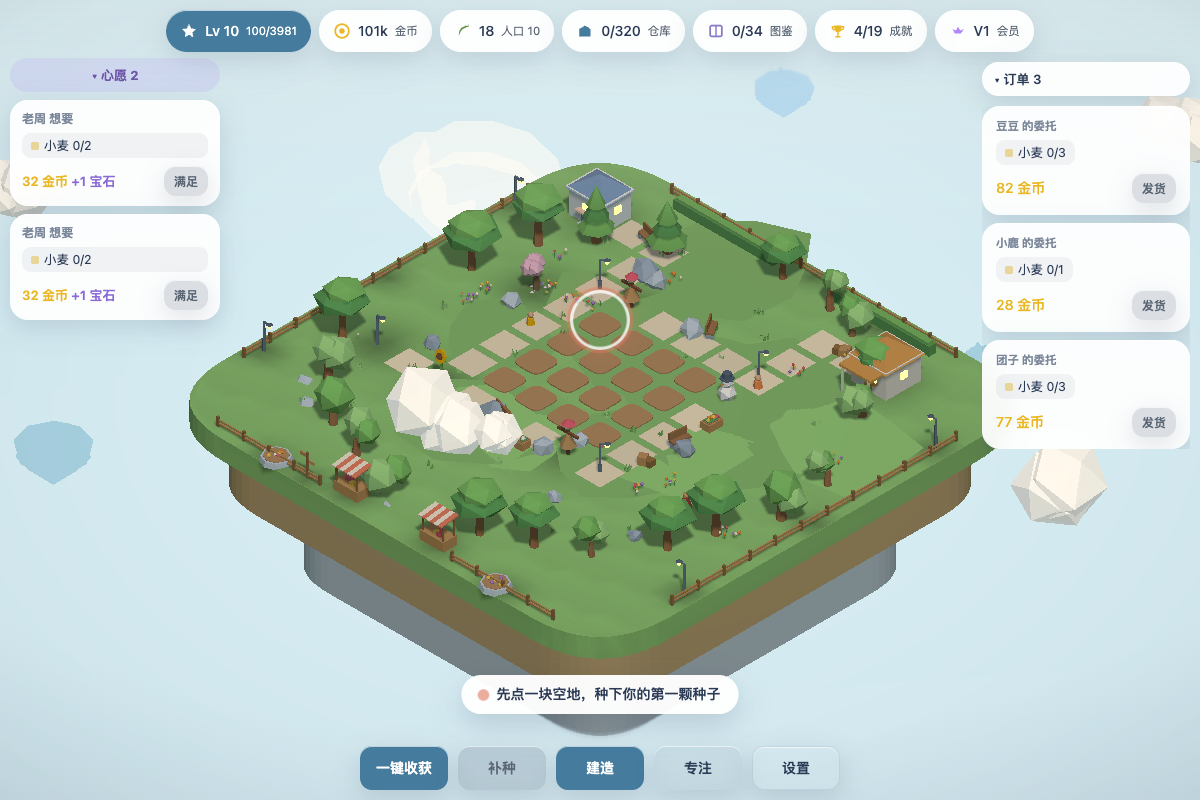 Lv 10 100/3981
101k 金币
18 人口 10
0/320 仓库
0/34 图鉴
4/19 成就
V1 会员
▾ 心愿 2
老周 想要
小麦 0/2
32 金币 +1 宝石
满足
老周 想要
小麦 0/2
32 金币 +1 宝石
满足
▾ 订单 3
豆豆 的委托
小麦 0/3
82 金币
发货
小鹿 的委托
小麦 0/1
28 金币
发货
团子 的委托
小麦 0/3
77 金币
发货
先点一块空地，种下你的第一颗种子
一键收获
补种
建造
专注
设置